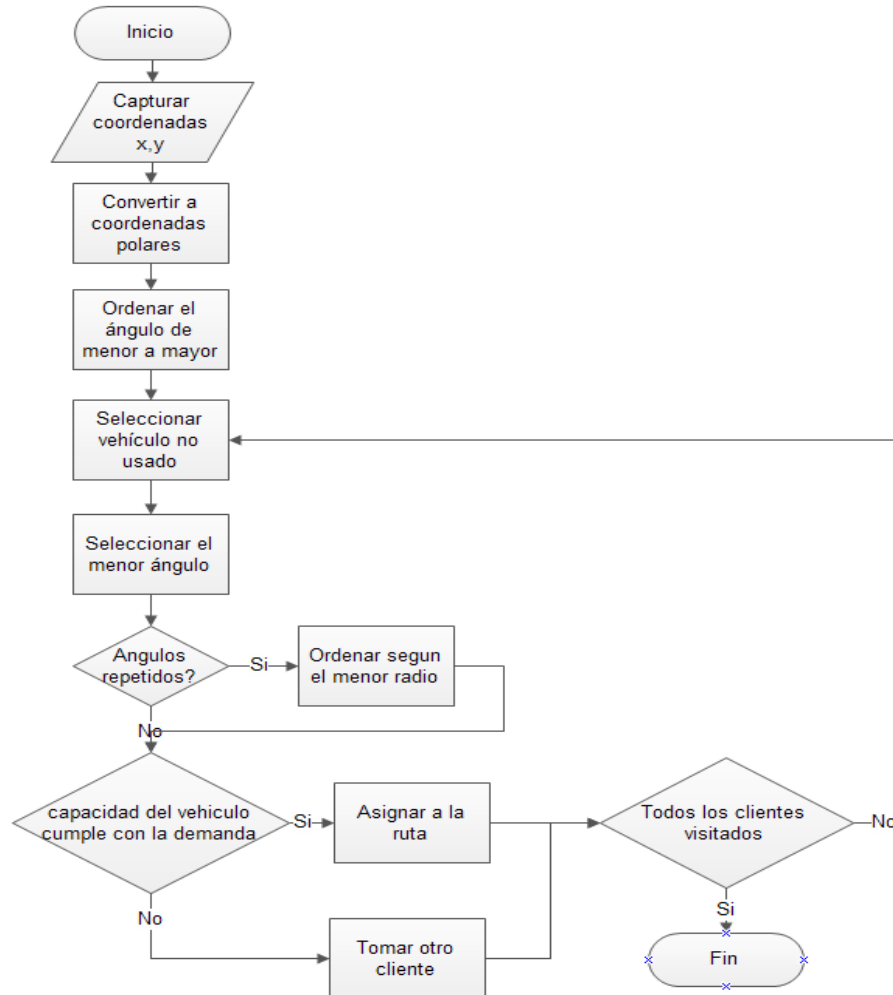 Inicio
Capturar
coordenadas
x,y
Convertir a
coordenadas
polares
Ordenar el
ángulo de
menor a mayor
Seleccionar
vehículo no
usado
Seleccionar el
menor ángulo
Angulos
repetidos?
Si
Ordenar segun
el menor radio
No
capacidad del vehiculo
cumple con la demanda
Si
Asignar a la
ruta
Todos los clientes
visitados
No
No
Tomar otro
cliente
Si
Fin